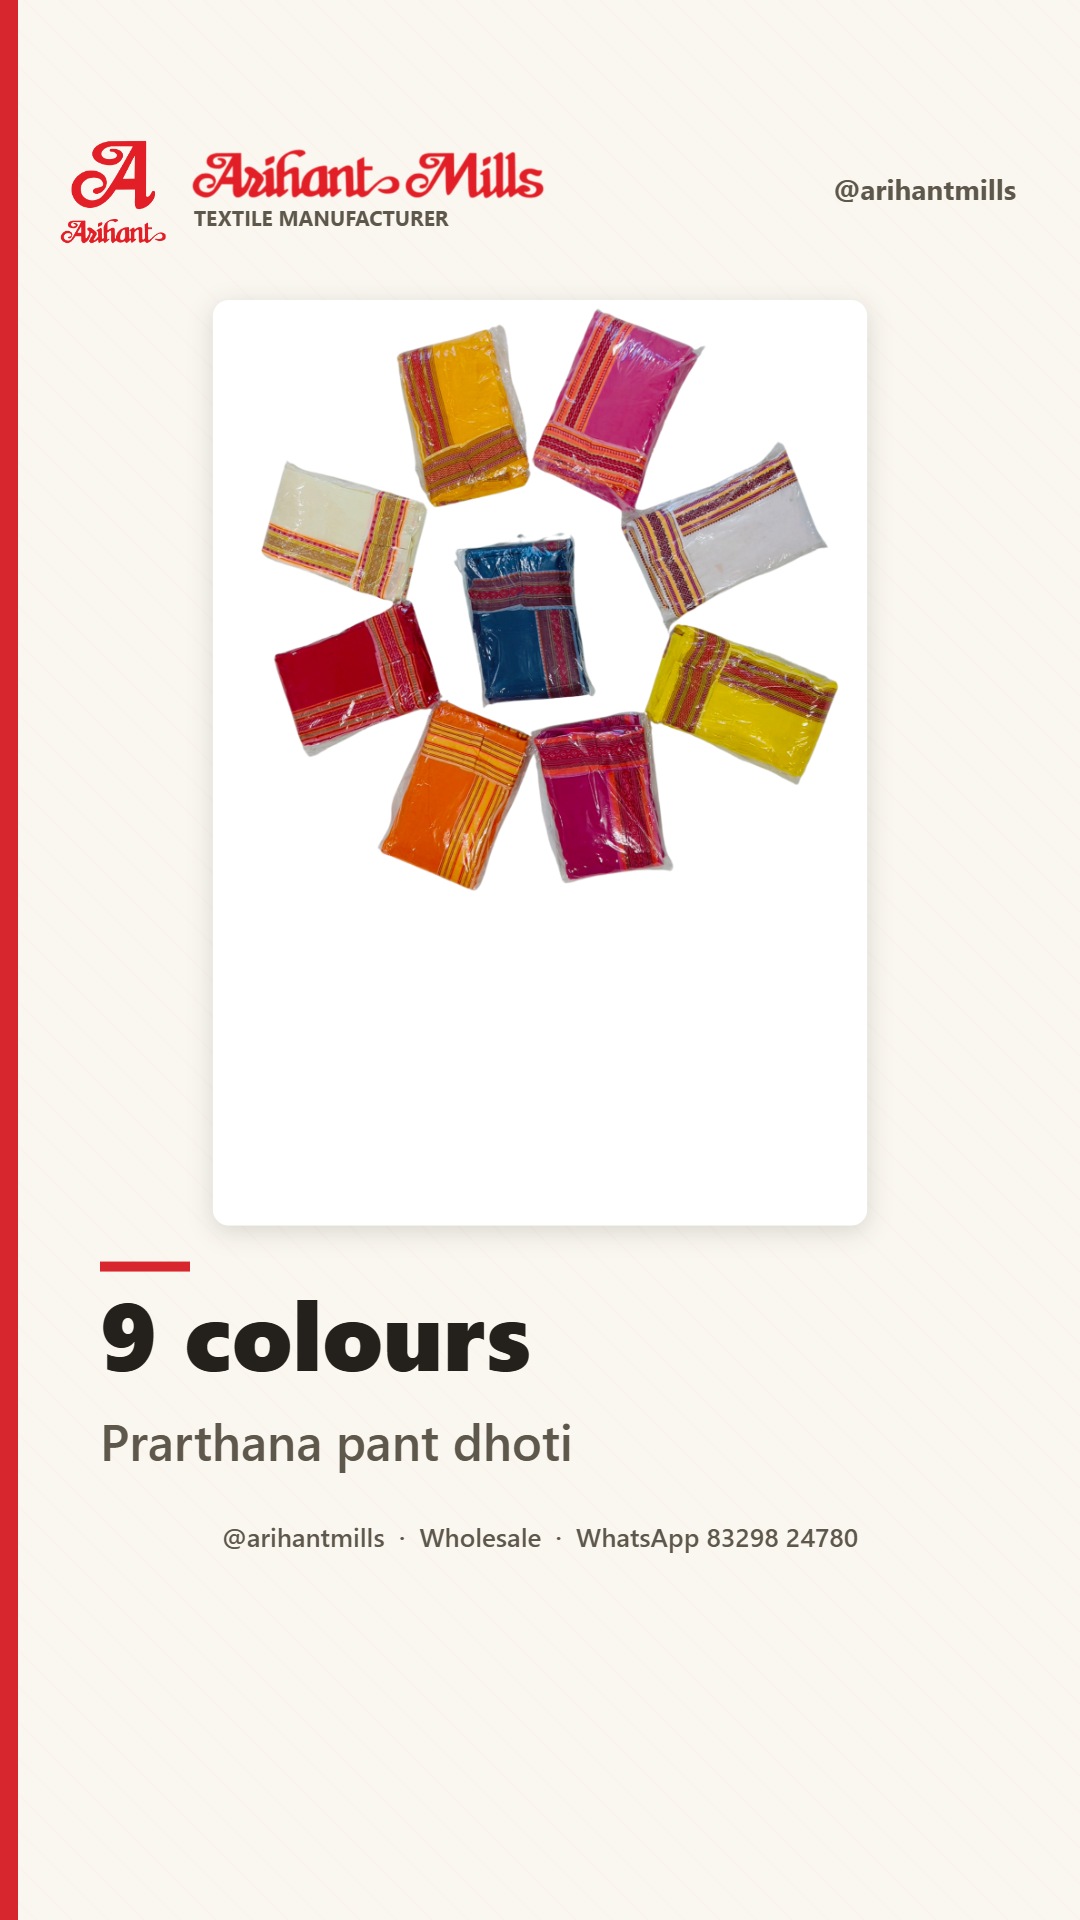 A
Arihant
Arihant Mills
TEXTILE MANUFACTURER
@arihantmills
9 colours
Prarthana pant dhoti
@arihantmills · Wholesale · WhatsApp 83298 24780